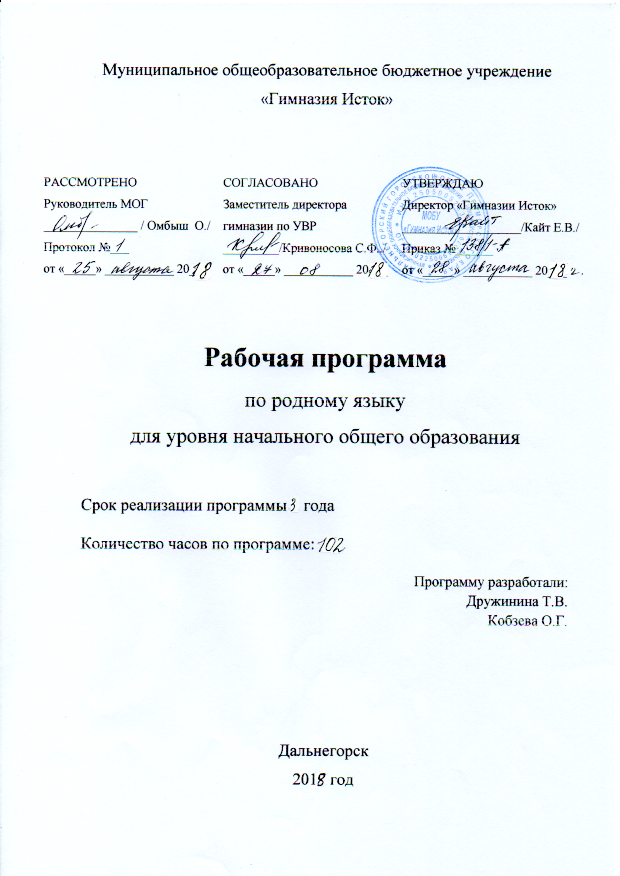 Муниципальное общеобразовательное бюджетное учреждение
«Гимназия Исток»
РАССМОТРЕНО
Руководитель МОГ
/ Омбыш О./
Протокол № 1
от «25» августа 2018
СОГЛАСОВАНО
Заместитель директора
гимназии по УВР
/Кривоносова С.Ф.
от «27» 08 2018
УТВЕРЖДАЮ
Директор «Гимназии Исток»
/Кайт Е.В./
Приказ № 138/1-А
от «28» августа 2018 г.
МОБУ
Рабочая программа
по родному языку
для уровня начального общего образования
Срок реализации программы 3 года
Количество часов по программе: 102
Программу разработали:
Дружинина Т.В.
Кобзева О.Г.
Дальнегорск
2018 год